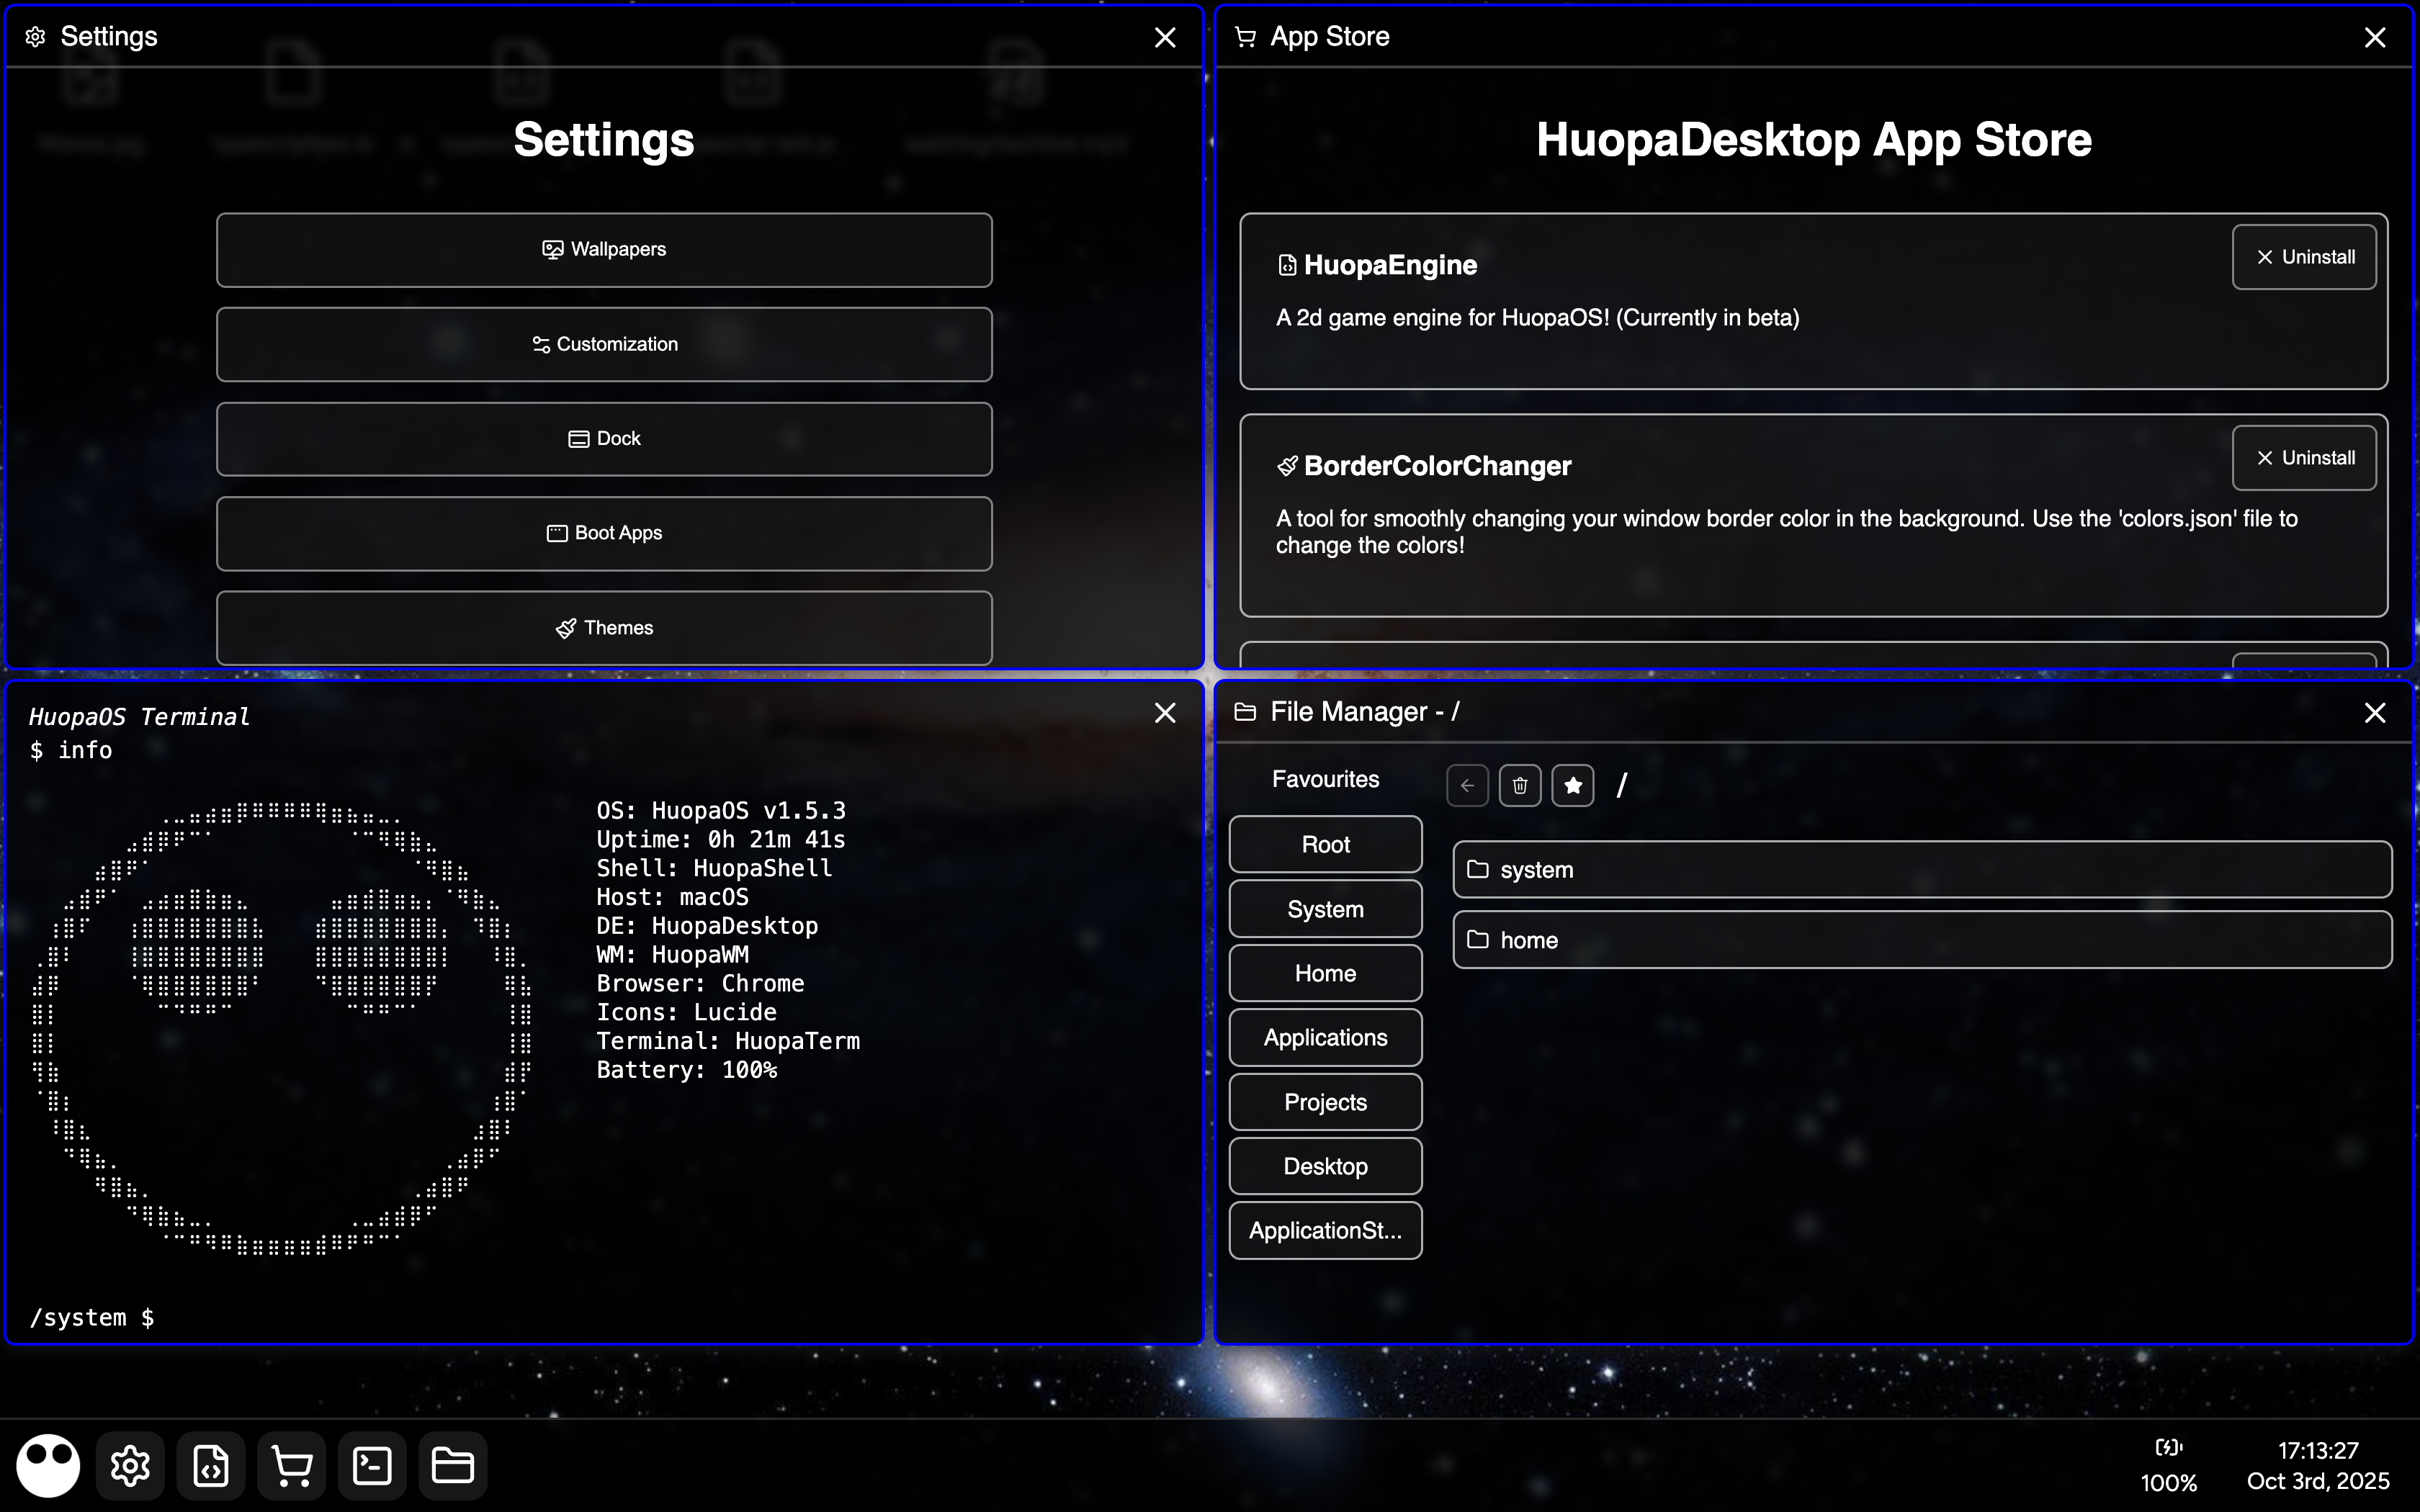 Settings
Settings
Wallpapers
Customization
Dock
Boot Apps
Themes
App Store
HuopaDesktop App Store
HuopaEngine
Uninstall
A 2d game engine for HuopaOS! (Currently in beta)
BorderColorChanger
Uninstall
A tool for smoothly changing your window border color in the background. Use the 'colors.json' file to
change the colors!
HuopaOS Terminal
$ info
OS: HuopaOS v1.5.3
Uptime: 0h 21m 41s
Shell: HuopaShell
Host: macOS
DE: HuopaDesktop
WM: HuopaWM
Browser: Chrome
Icons: Lucide
Terminal: HuopaTerm
Battery: 100%
/system $
File Manager - /
Favourites
/
Root
System
Home
Applications
Projects
Desktop
ApplicationSt...
system
home
100%
17:13:27
Oct 3rd, 2025